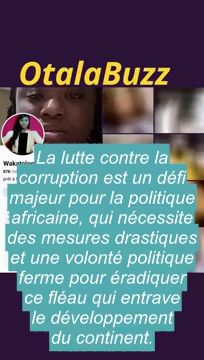 OtalaBuzz
La lutte contre la
corruption est un défi
majeur pour la politique
africaine, qui nécessite
des mesures drastiques
et une volonté politique
ferme pour éradiquer
ce fléau qui entrave
le développement
du continent.